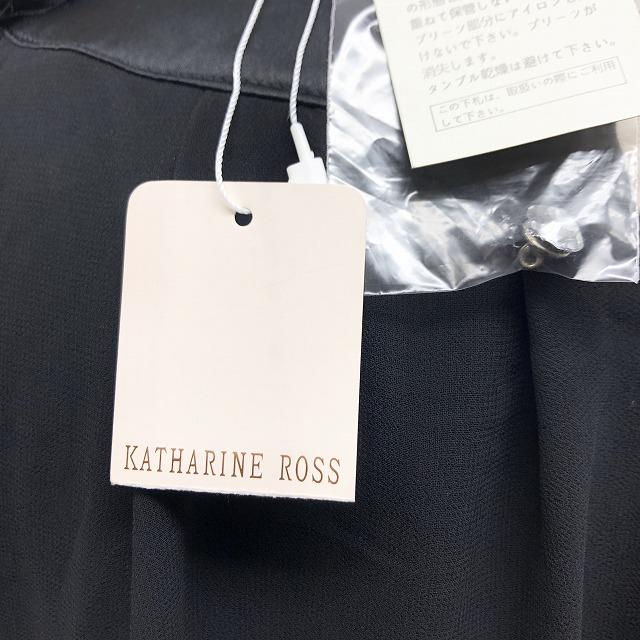 の形態
重ねて保管しない
プリーツ部分にアイロンを
けないで下さい。プリーツが
消失します。
タンブル乾燥は避けて下さい。
この下札は、取扱いの際にご利用
して下さい。
KATHARINE ROSS